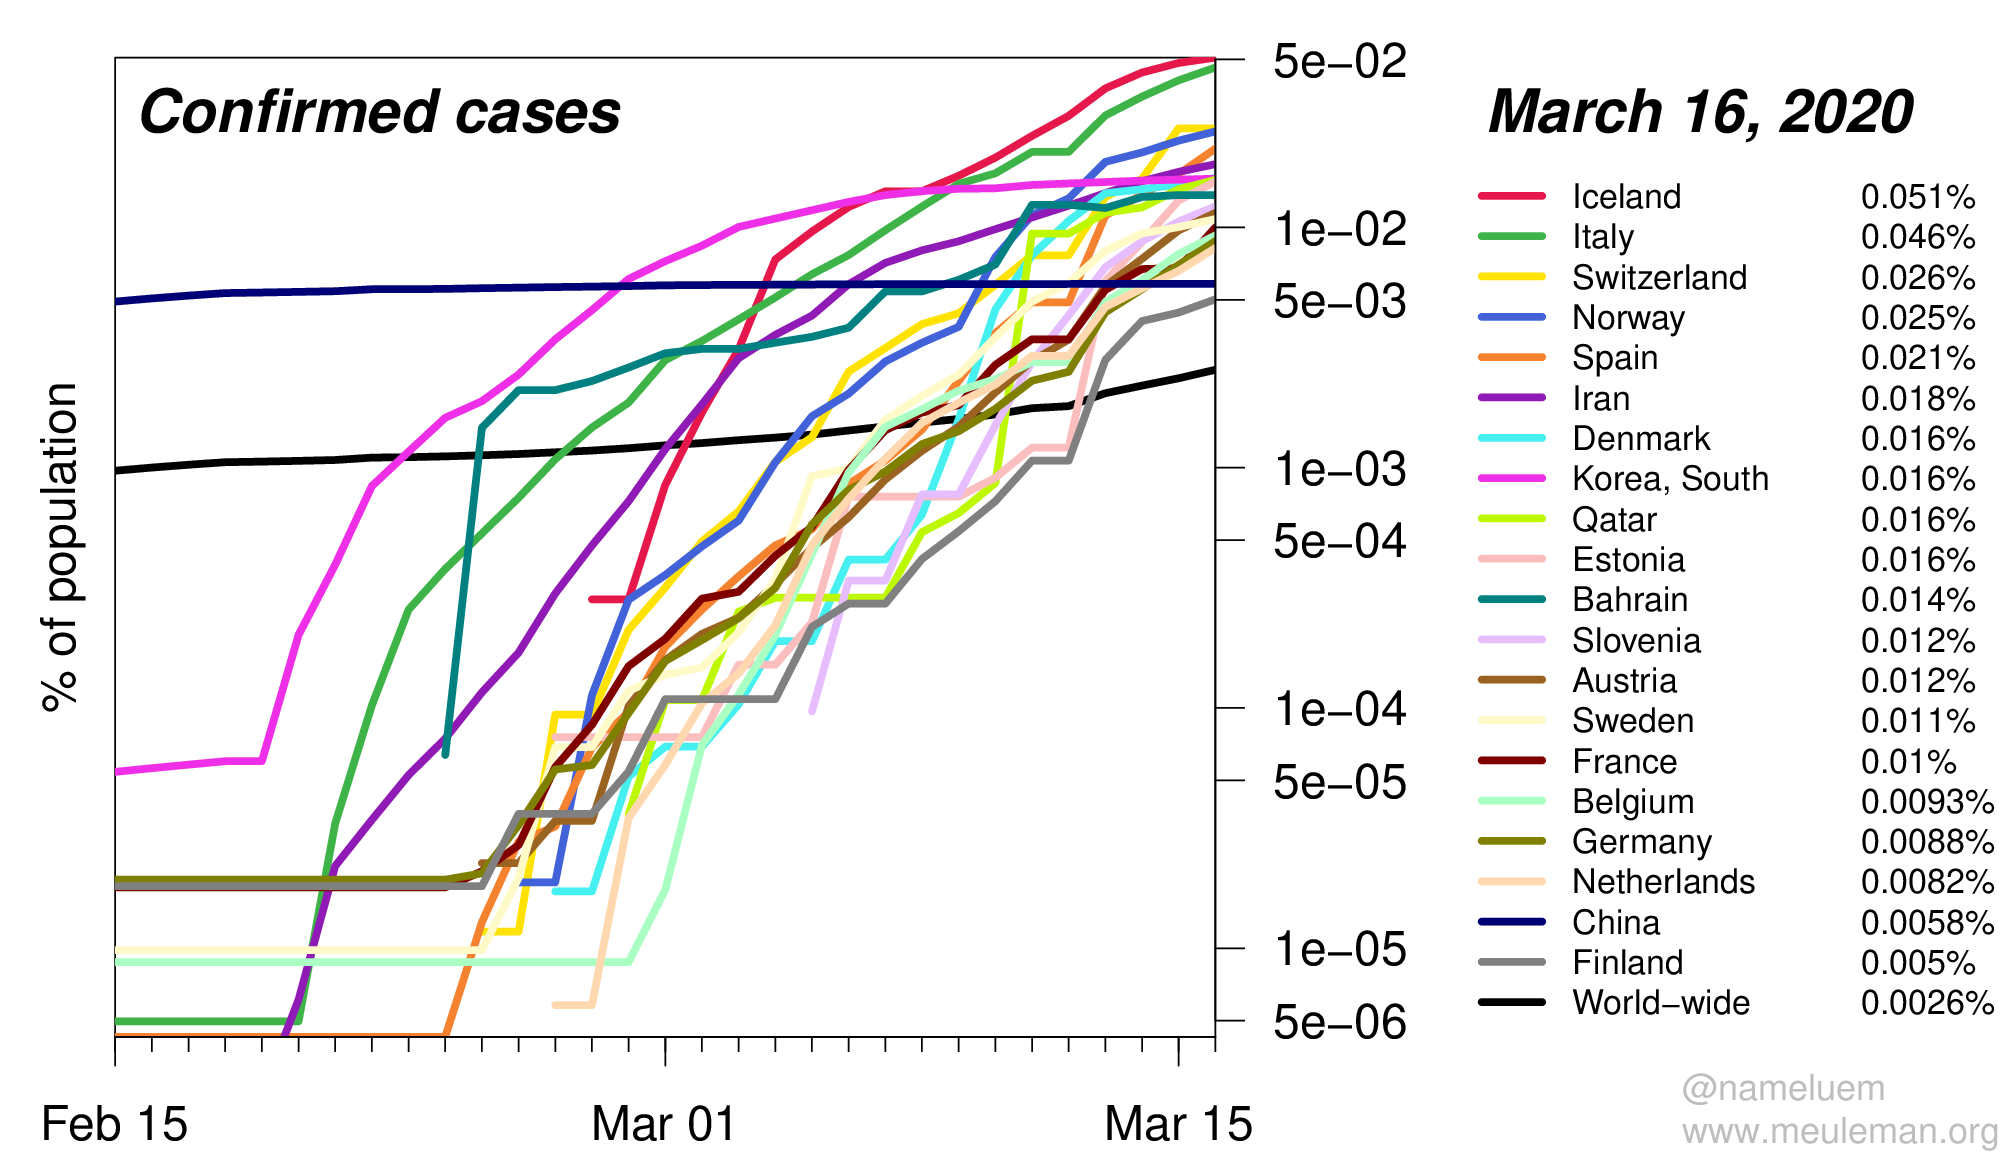 Confirmed cases
% of population
5e−02
1e−02
5e−03
1e−03
5e−04
1e−04
5e−05
1e−05
5e−06
Feb 15 Mar 01 Mar 15
March 16, 2020
Iceland 0.051%
Italy 0.046%
Switzerland 0.026%
Norway 0.025%
Spain 0.021%
Iran 0.018%
Denmark 0.016%
Korea, South 0.016%
Qatar 0.016%
Estonia 0.016%
Bahrain 0.014%
Slovenia 0.012%
Austria 0.012%
Sweden 0.011%
France 0.01%
Belgium 0.0093%
Germany 0.0088%
Netherlands 0.0082%
China 0.0058%
Finland 0.005%
World−wide 0.0026%
@nameluem
www.meuleman.org